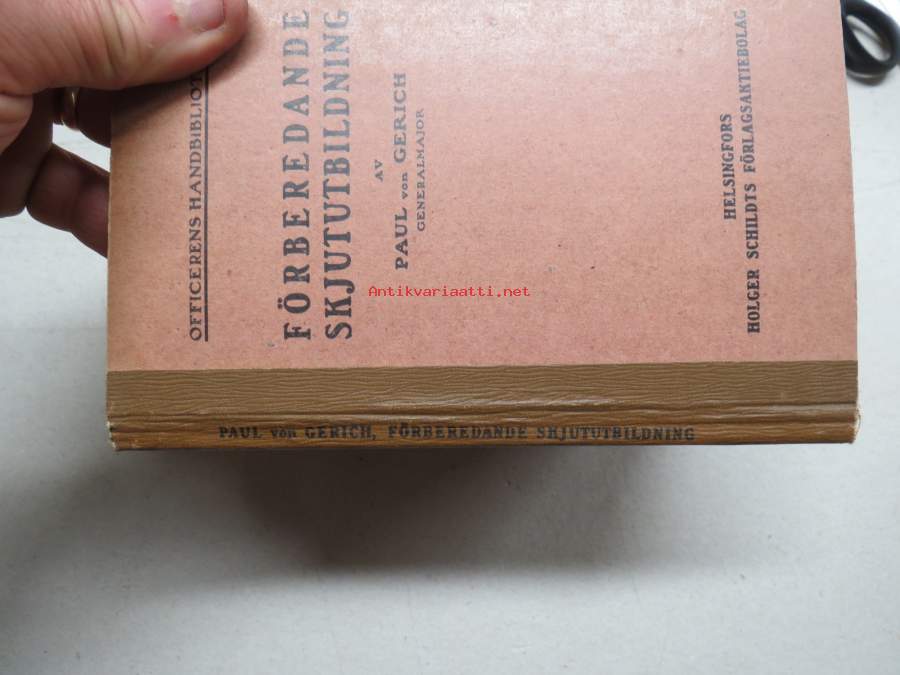 OFFICERENS
FÖRBEREDANDE
SKJUTUTBILDNING
AV
PAUL von GERICH
GENERALMAJOR
HELSINGFORS
HOLGER SCHILDTS FÖRLAGSAKTIEBOLAG
PAUL von GERICH, FÖRBEREDANDE SKJUTUTBILDNING
Antikvariaatti.net